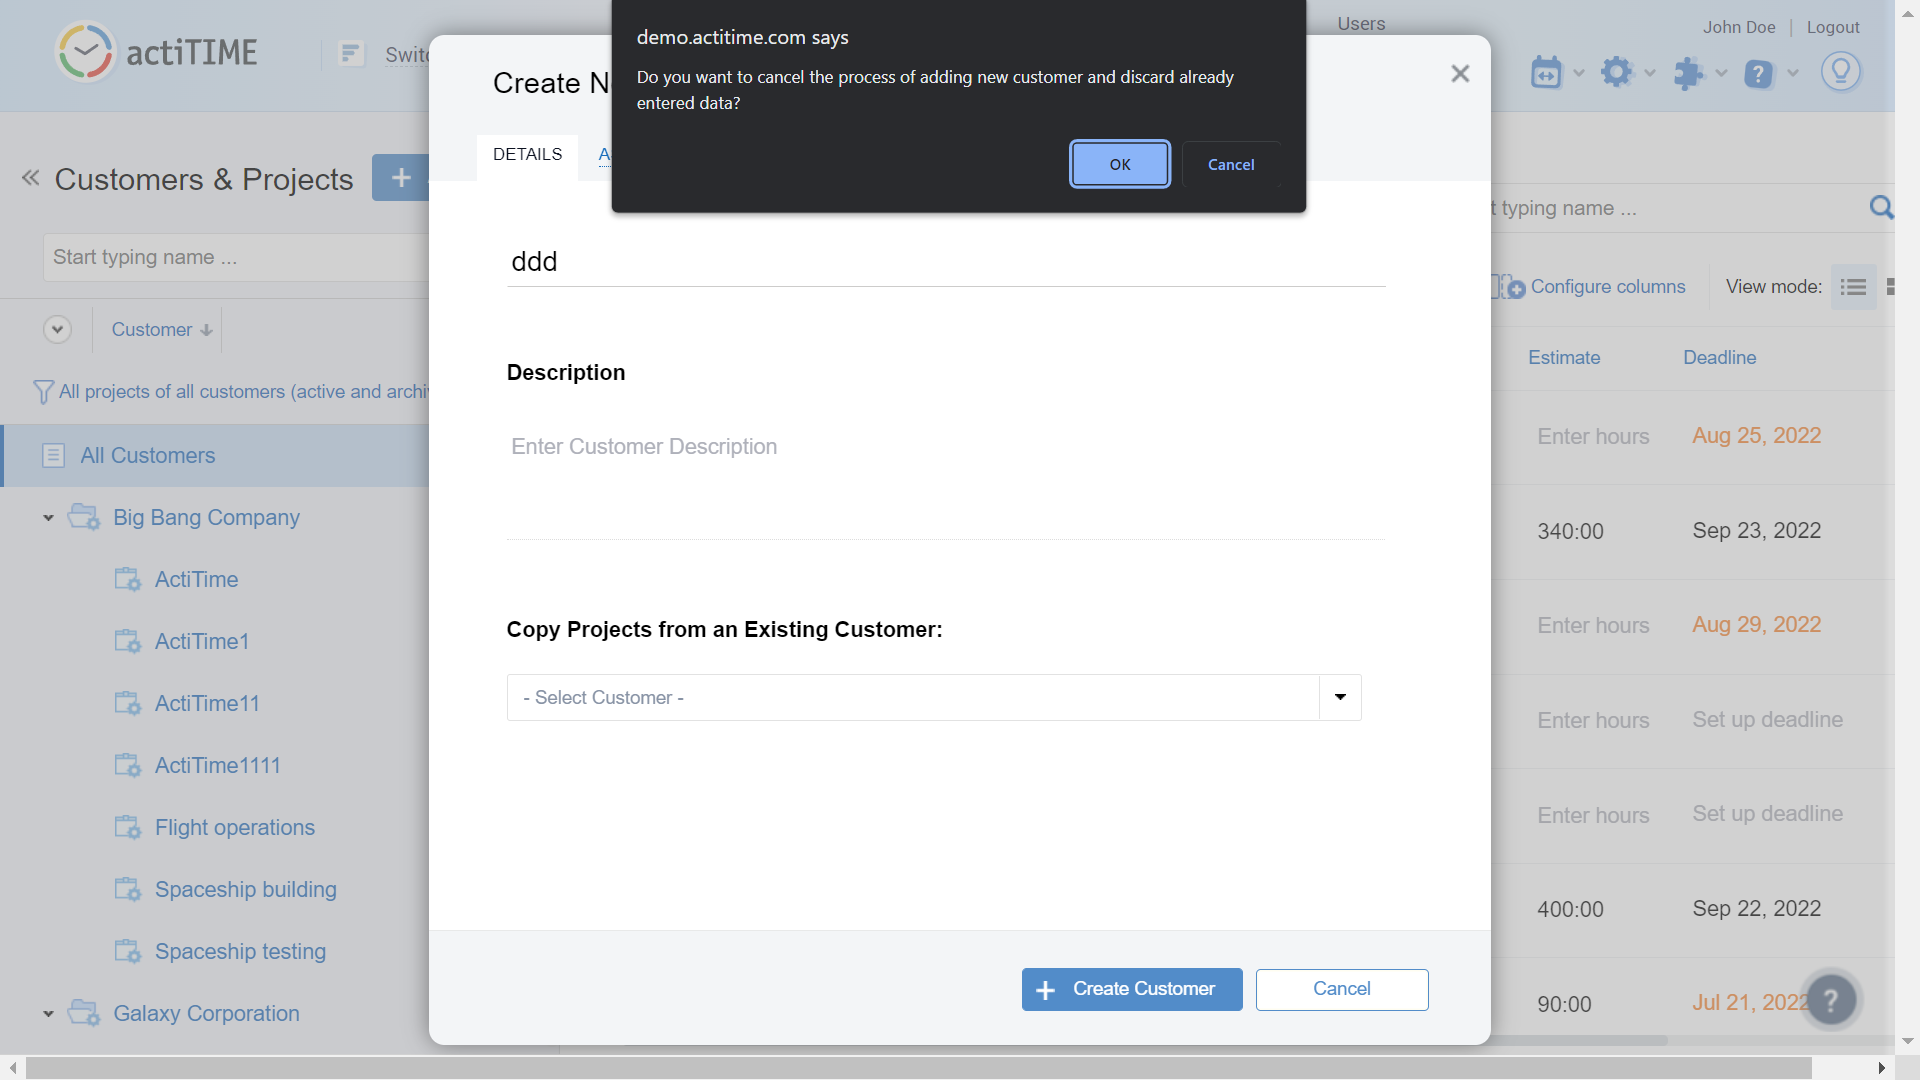 demo.actitime.com says
Do you want to cancel the process of adding new customer and discard already
entered data?
OK
Cancel
actiTIME
Users
John Doe
Logout
Customers & Projects
Start typing name ...
Customer
All projects of all customers (active and archi
All Customers
Big Bang Company
ActiTime
ActiTime1
ActiTime11
ActiTime1111
Flight operations
Spaceship building
Spaceship testing
Galaxy Corporation
Create N
DETAILS
ddd
Description
Enter Customer Description
Copy Projects from an Existing Customer:
- Select Customer -
Create Customer
Cancel
typing name ...
Configure columns
View mode:
Estimate
Deadline
Enter hours
Aug 25, 2022
340:00
Sep 23, 2022
Enter hours
Aug 29, 2022
Enter hours
Set up deadline
Enter hours
Set up deadline
400:00
Sep 22, 2022
90:00
Jul 21, 2022
?